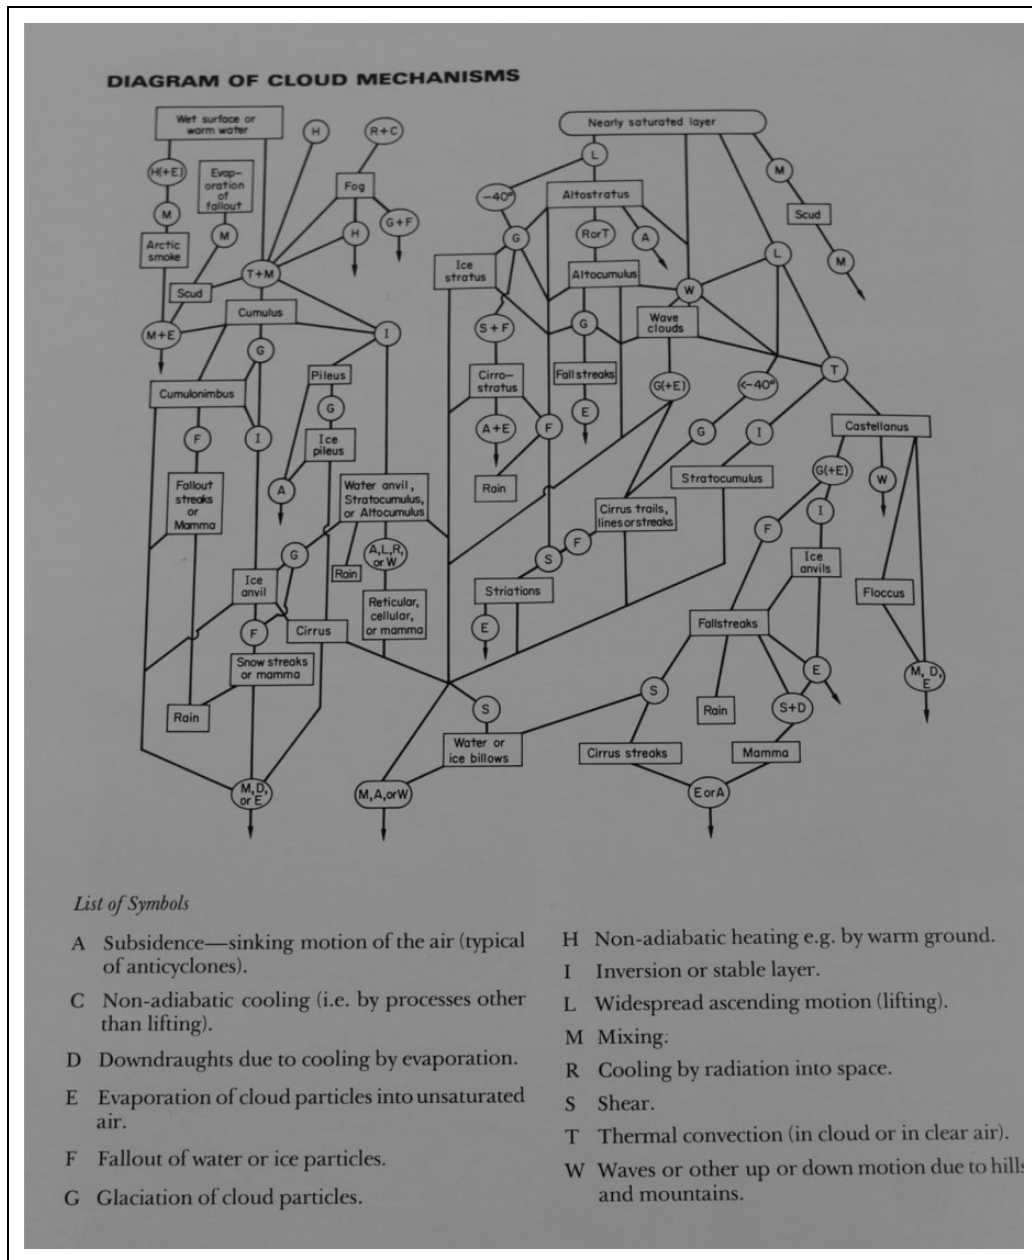 DIAGRAM OF CLOUD MECHANISMS
Wet surface or
warm water
H
R+C
Nearly saturated layer
L
H(+E)
Evap-
oration
of
fallout
Fog
-40°
Altostratus
M
Scud
M
G+F
M
H
G
RorT
A
Arctic
smoke
T+M
Ice
stratus
Altocumulus
L
M
Scud
W
Cumulus
Wave
clouds
M+E
I
S+F
G
G
Pileus
Cirro-
stratus
Fallstreaks
G(+E)
<-40°
T
Cumulonimbus
G
E
F
I
Ice
pileus
A+E
F
G
I
Castellanus
Fallout
streaks
or
Mamma
A
Water anvil,
Stratocumulus,
or Altocumulus
Rain
Stratocumulus
G(+E)
W
Cirrus trails,
lines or streaks
I
F
G
A,L,R,
or W
S
F
Ice
anvils
Rain
Ice
anvil
Striations
Floccus
Reticular,
cellular,
or mamma
F
Cirrus
E
Fallstreaks
Snow streaks
or mamma
E
M, D,
E
S
Rain
S
Rain
S+D
Water or
ice billows
Cirrus streaks
Mamma
M,D,
or E
M,A,orW
EorA
List of Symbols
A Subsidence—sinking motion of the air (typical
of anticyclones).
C Non-adiabatic cooling (i.e. by processes other
than lifting).
D Downdraughts due to cooling by evaporation.
E Evaporation of cloud particles into unsaturated
air.
F Fallout of water or ice particles.
G Glaciation of cloud particles.
H Non-adiabatic heating e.g. by warm ground.
I Inversion or stable layer.
L Widespread ascending motion (lifting).
M Mixing.
R Cooling by radiation into space.
S Shear.
T Thermal convection (in cloud or in clear air).
W Waves or other up or down motion due to hills
and mountains.